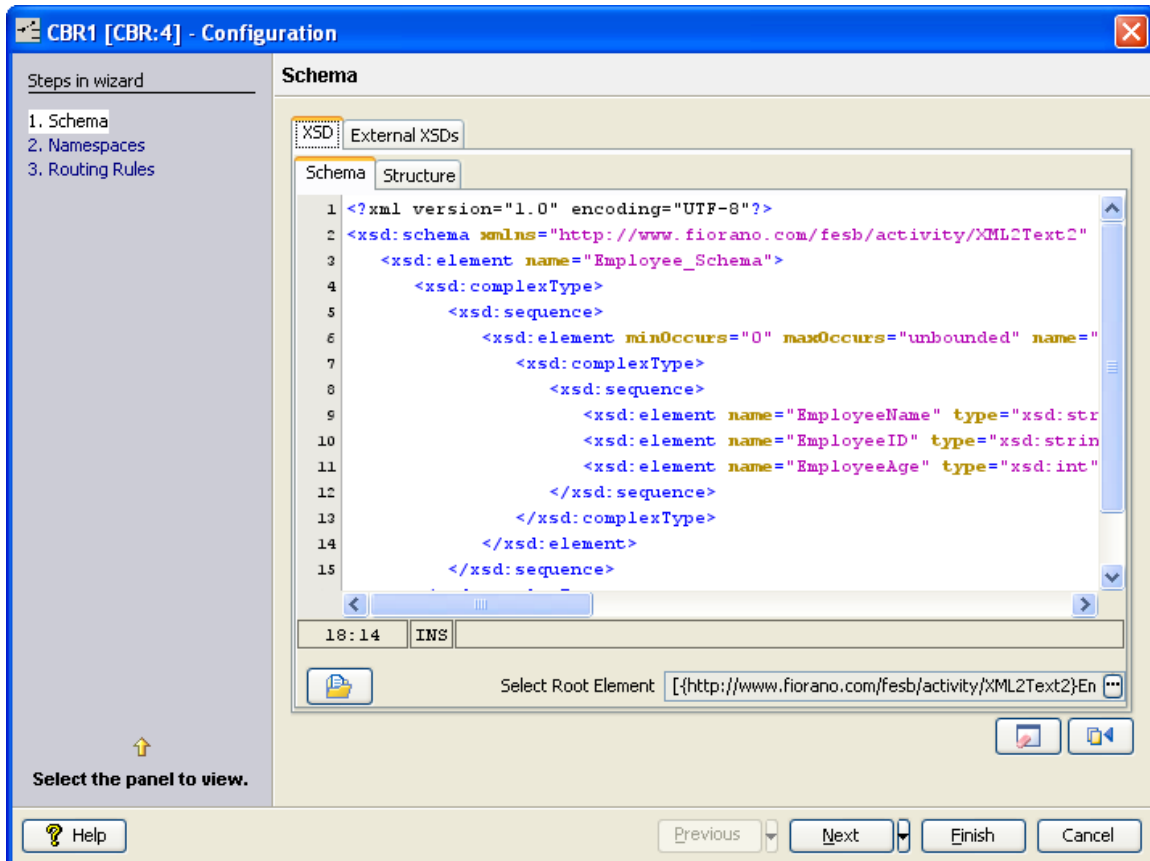 CBR1 [CBR:4] - Configuration
Steps in wizard
1. Schema
2. Namespaces
3. Routing Rules
Select the panel to view.
Schema
XSD External XSDs
Schema Structure
1 <?xml version="1.0" encoding="UTF-8"?>
2 <xsd:schema xmlns="http://www.fiorano.com/fesb/activity/XML2Text2"
3 <xsd:element name="Employee_Schema">
4 <xsd:complexType>
5 <xsd:sequence>
6 <xsd:element minOccurs="0" maxOccurs="unbounded" name="
7 <xsd:complexType>
8 <xsd:sequence>
9 <xsd:element name="EmployeeName" type="xsd:str
10 <xsd:element name="EmployeeID" type="xsd:strin
11 <xsd:element name="EmployeeAge" type="xsd:int"
12 </xsd:sequence>
13 </xsd:complexType>
14 </xsd:element>
15 </xsd:sequence>
18:14 INS
Select Root Element [-{http://www.fiorano.com/fesb/activity/XML2Text2}En
Help Previous Next Finish Cancel